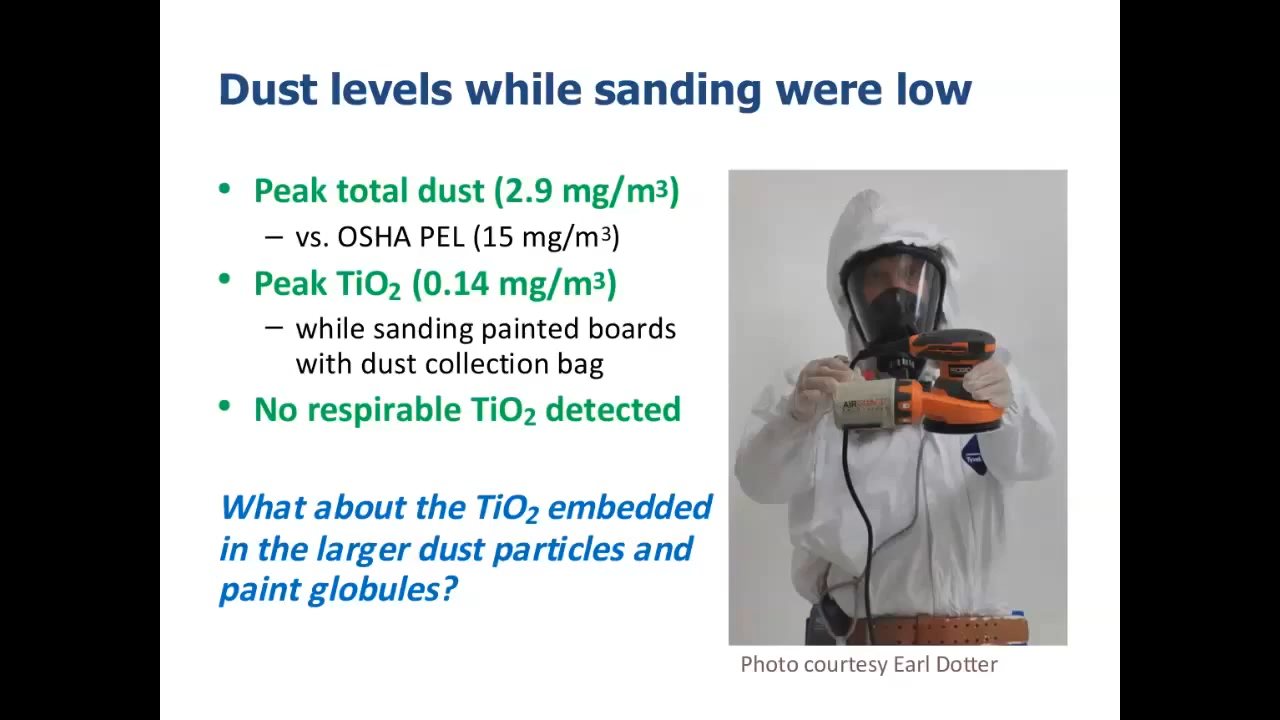 Dust levels while sanding were low
• Peak total dust (2.9 mg/m³)
– vs. OSHA PEL (15 mg/m³)
• Peak TiO₂ (0.14 mg/m³)
– while sanding painted boards
with dust collection bag
• No respirable TiO₂ detected
What about the TiO₂ embedded
in the larger dust particles and
paint globules?
RIDGID
Tyvek
Photo courtesy Earl Dotter